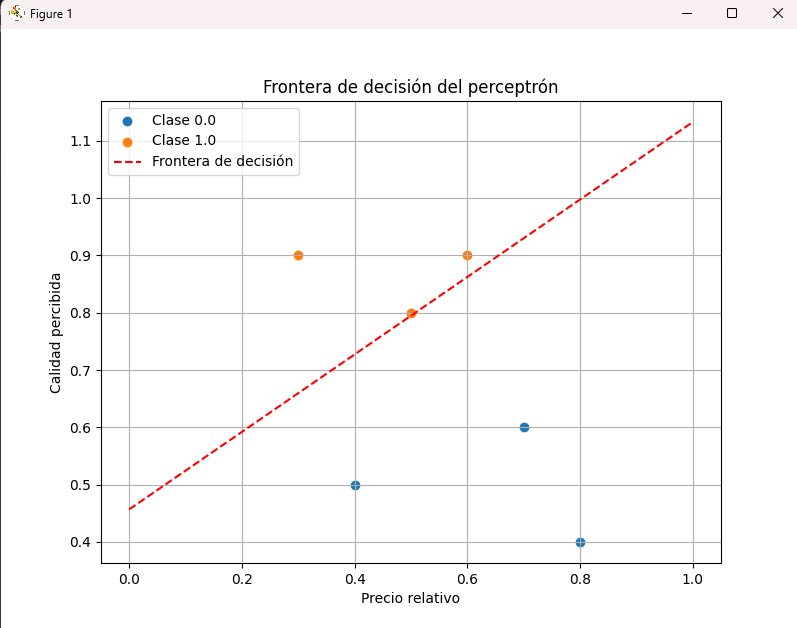 Figure 1
Frontera de decisión del perceptrón
Clase 0.0
Clase 1.0
Frontera de decisión
1.1
1.0
0.9
0.8
0.7
0.6
0.5
0.4
Calidad percibida
0.0 0.2 0.4 0.6 0.8 1.0
Precio relativo